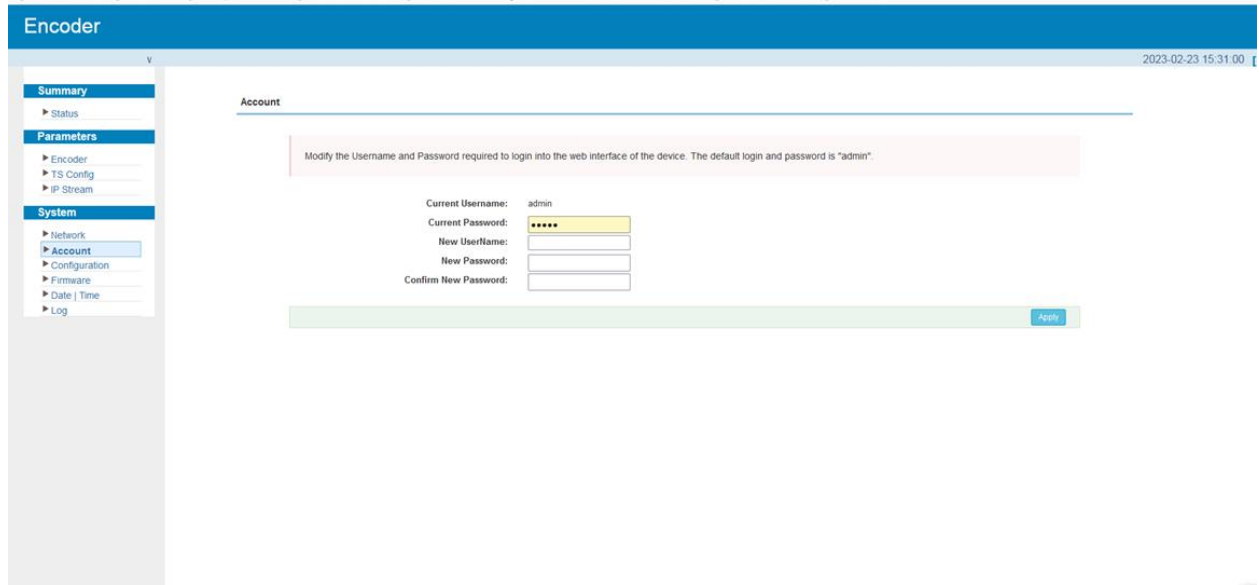 Encoder
v
2023-02-23 15:31:00 [
Summary
Status
Parameters
Encoder
TS Config
IP Stream
System
Network
Account
Configuration
Firmware
Date | Time
Log
Account
Modify the Username and Password required to login into the web interface of the device. The default login and password is "admin".
Current Username: admin
Current Password: •••••
New UserName:
New Password:
Confirm New Password:
Apply